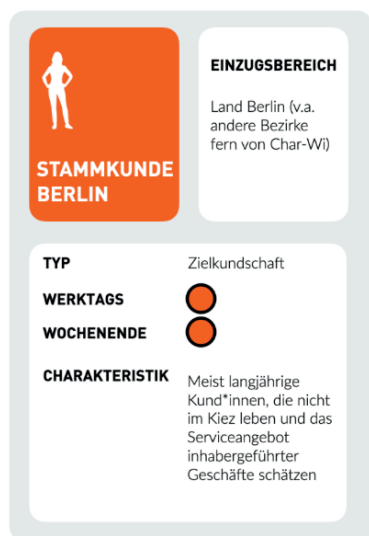 STAMMKUNDE
BERLIN
EINZUGSBEREICH
Land Berlin (v.a.
andere Bezirke
fern von Char-Wi)
TYP Zielkundschaft
WERKTAGS
WOCHENENDE
CHARAKTERISTIK Meist langjährige
Kund*innen, die nicht
im Kiez leben und das
Serviceangebot
inhabergeführter
Geschäfte schätzen